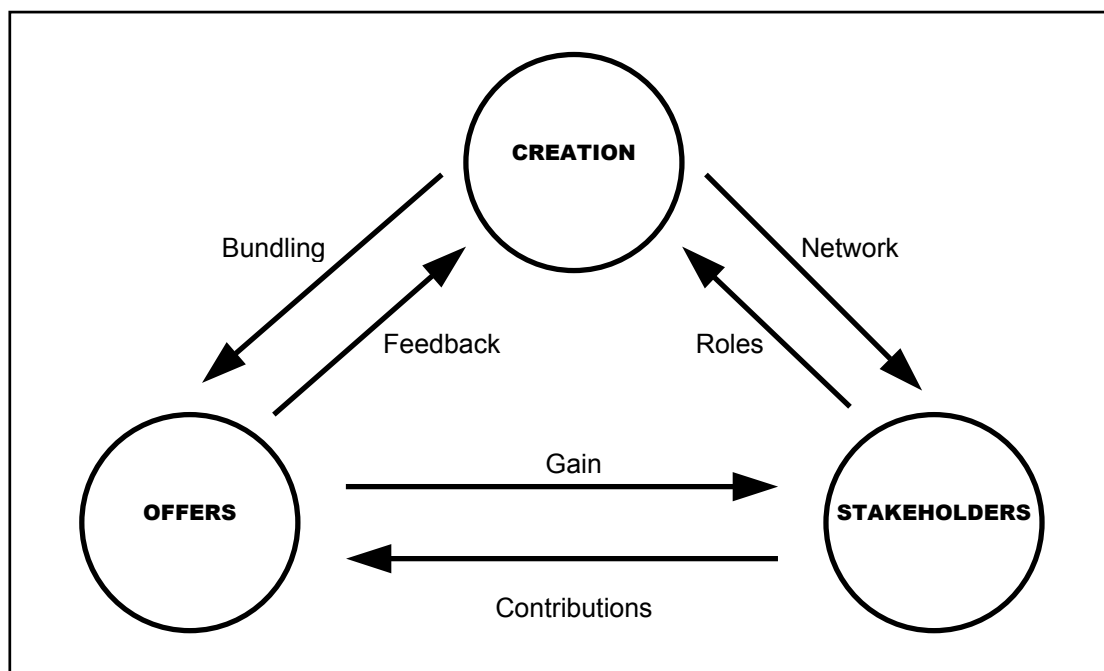 CREATION
Bundling
Network
Feedback
Roles
Gain
OFFERS
STAKEHOLDERS
Contributions